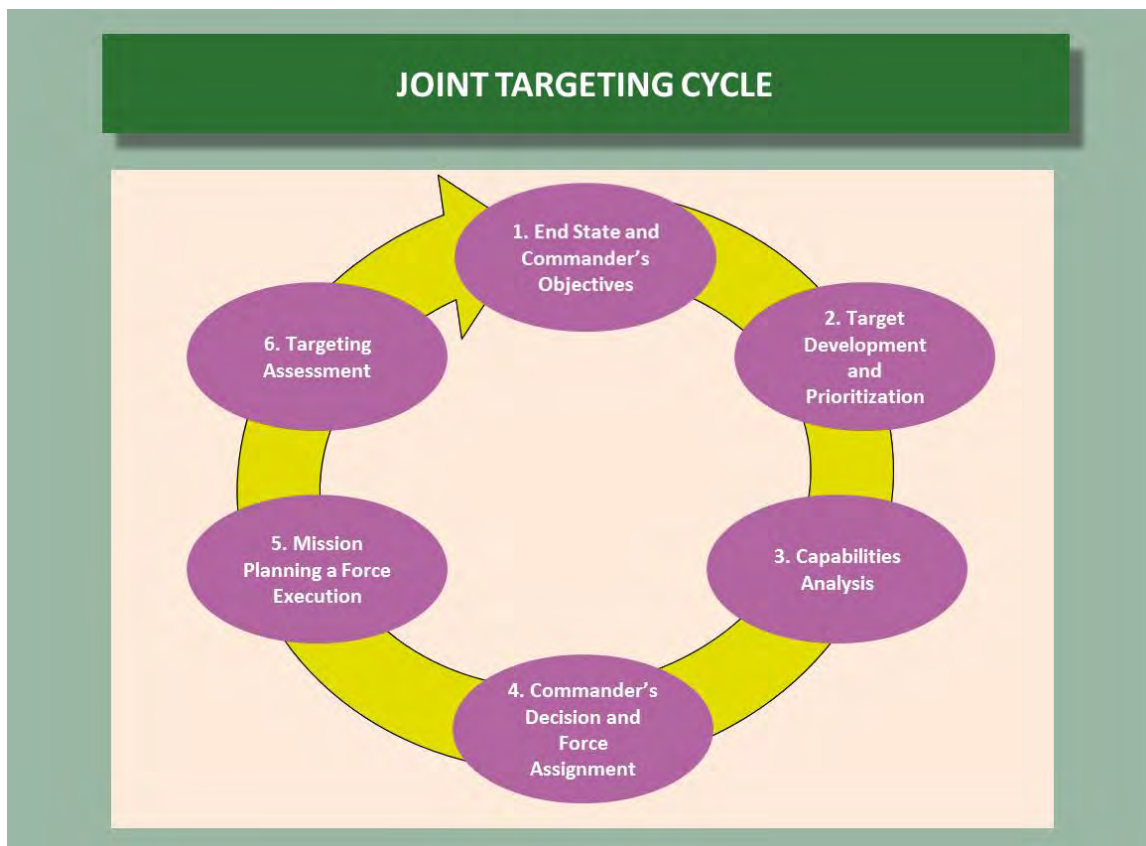 JOINT TARGETING CYCLE
1. End State and
Commander's
Objectives
2. Target
Development
and
Prioritization
3. Capabilities
Analysis
4. Commander's
Decision and
Force
Assignment
5. Mission
Planning a Force
Execution
6. Targeting
Assessment